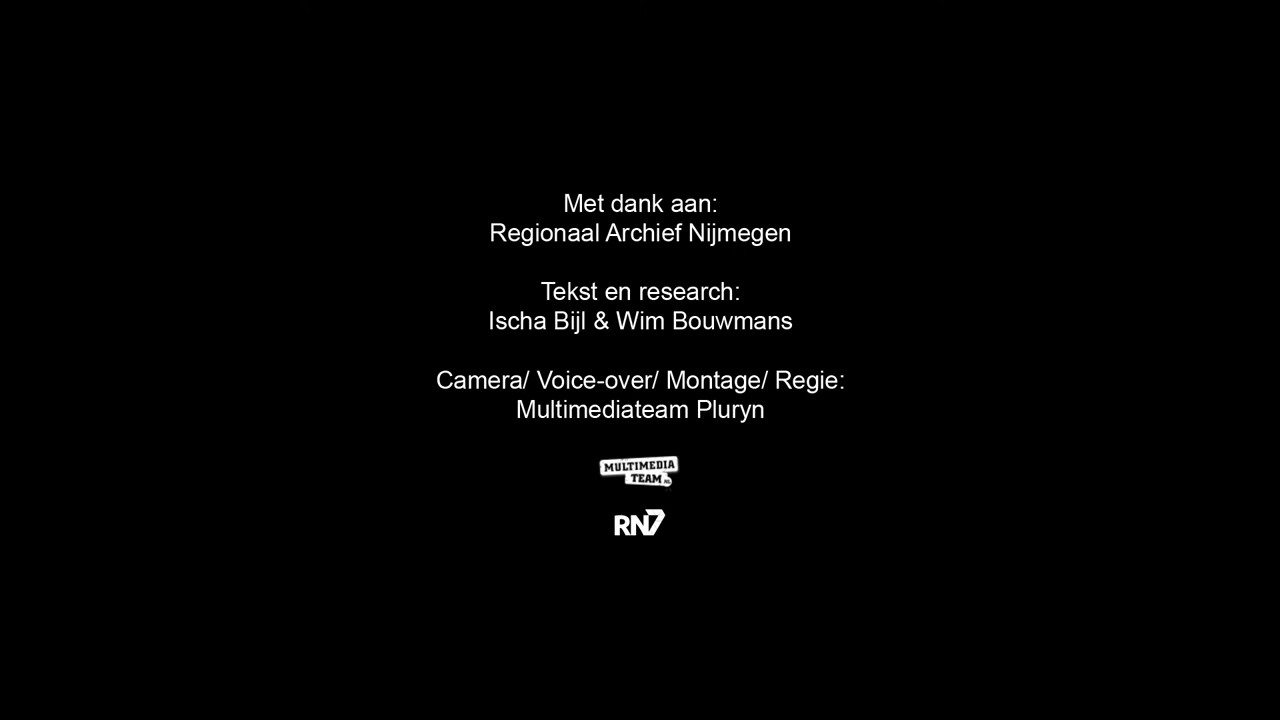 Met dank aan:
Regionaal Archief Nijmegen
Tekst en research:
Ischa Bijl & Wim Bouwmans
Camera/ Voice-over/ Montage/ Regie:
Multimediateam Pluryn
MULTIMEDIA
TEAM.NL
RN7